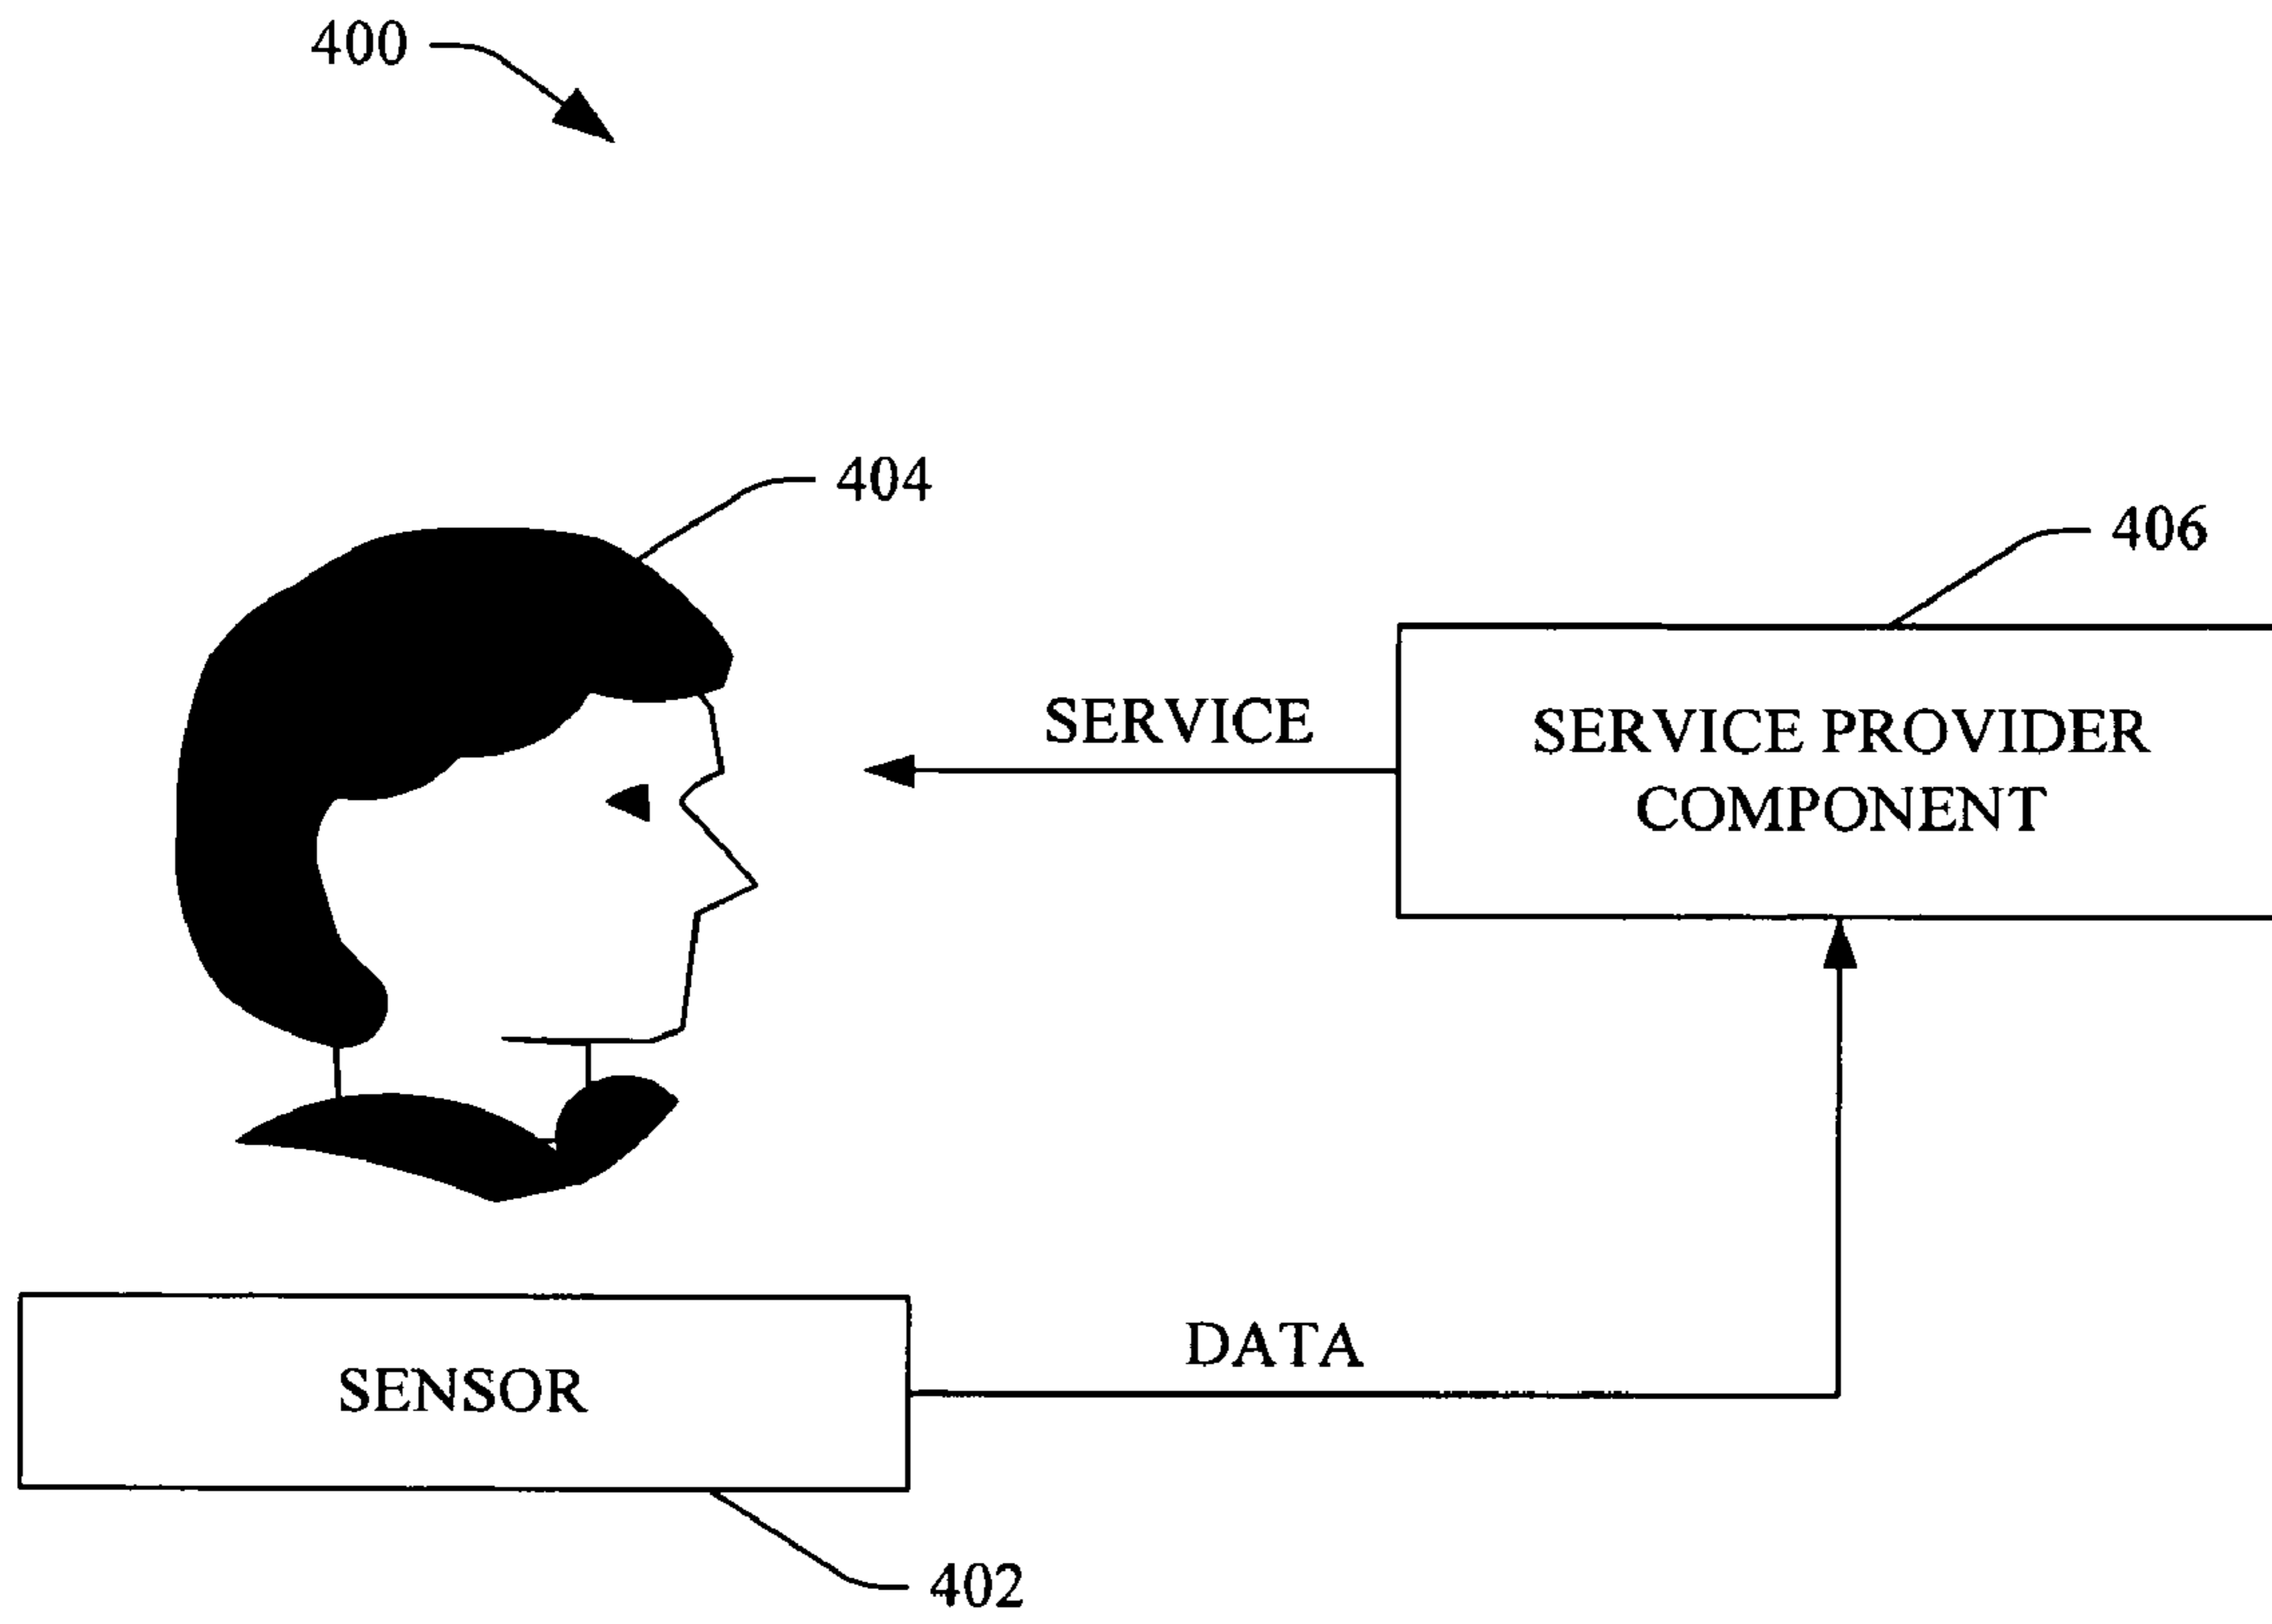 400
404
406
SERVICE
SERVICE PROVIDER
COMPONENT
DATA
SENSOR
402